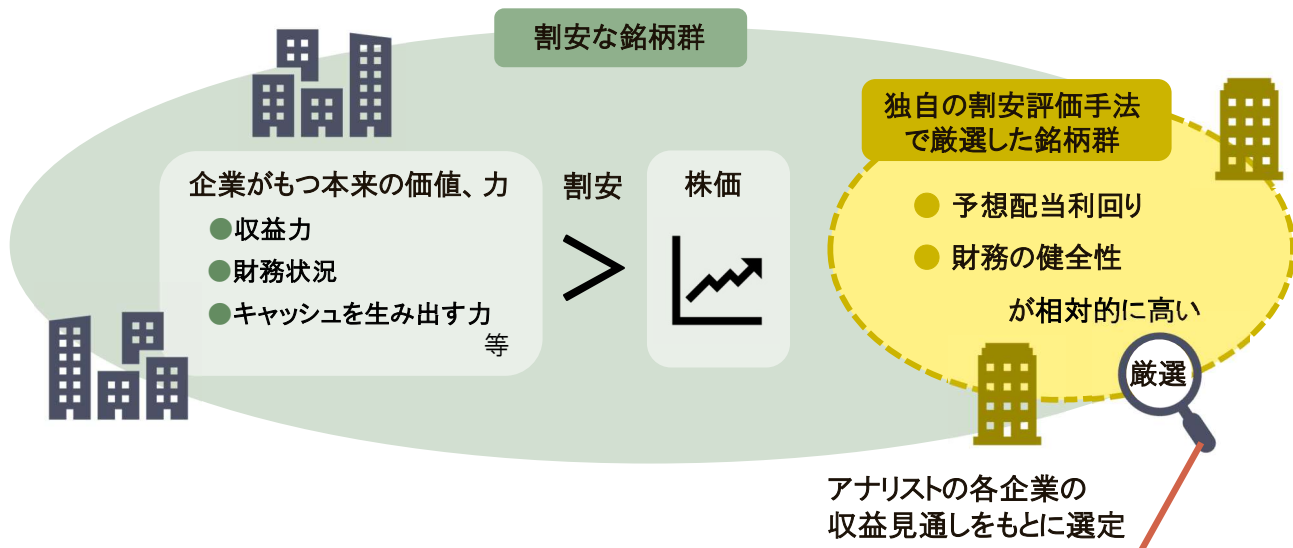 割安な銘柄群
企業がもつ本来の価値、力
●収益力
●財務状況
●キャッシュを生み出す力
等
割安
>
株価
独自の割安評価手法
で厳選した銘柄群
● 予想配当利回り
● 財務の健全性
が相対的に高い
厳選
アナリストの各企業の
収益見通しをもとに選定